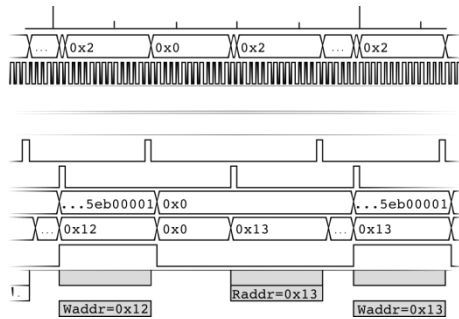 ... 0x2 0x0 0x2 ... 0x2
...5eb00001 0x0 ...5eb00001
... 0x12 0x0 0x13 ... 0x13
Raddr=0x13
Waddr=0x12 Waddr=0x13